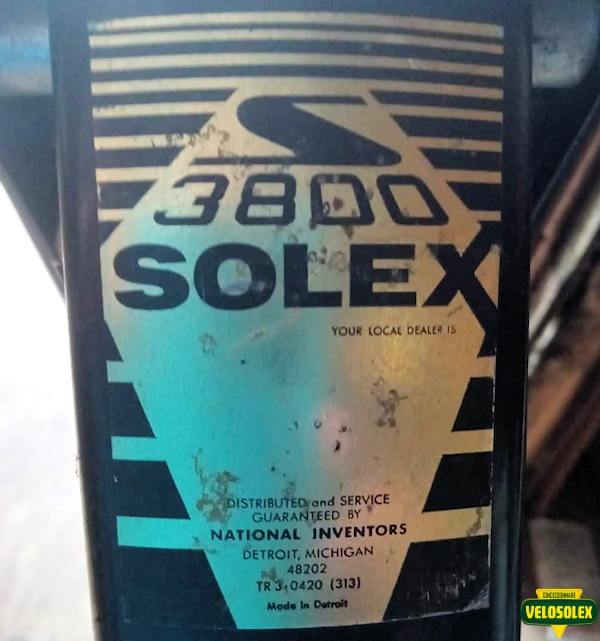 S
3800
SOLEX
YOUR LOCAL DEALER IS
DISTRIBUTED and SERVICE
GUARANTEED BY
NATIONAL INVENTORS
DETROIT, MICHIGAN
48202
TR 3-0420 (313)
Made in Detroit
CONCESSIONNAIRE
VELOSOLEX